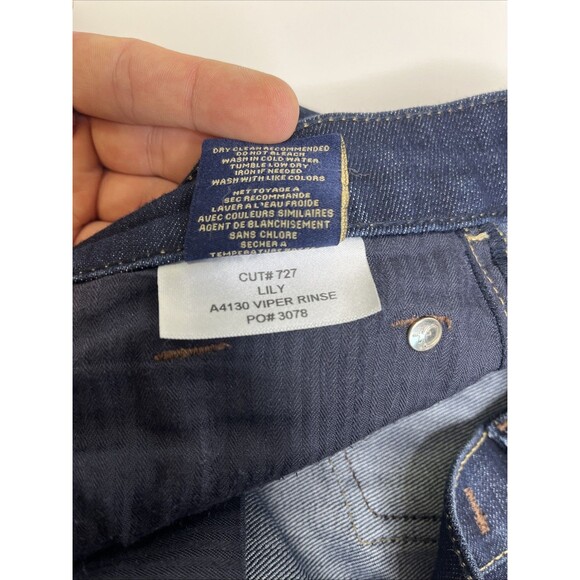 DRY CLEAN RECOMMENDED
DO NOT BLEACH
WASH IN COLD WATER
TUMBLE LOW DRY
IRON IF NEEDED
WASH WITH LIKE COLORS
NETTOYAGE A
SEC RECOMMANDE
LAVER A L'EAU FROIDE
AVEC COULEURS SIMILAIRES
AGENT DE BLANCHISEMENT
SANS CHLORE
SECHER A
CUT# 727
LILY
A4130 VIPER RINSE
PO# 3078